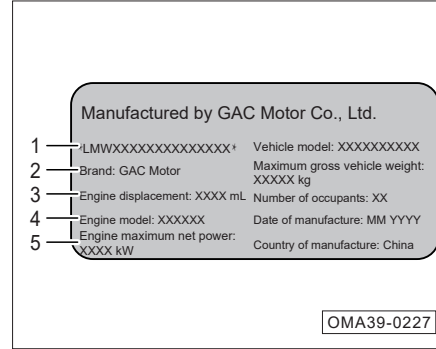 Manufactured by GAC Motor Co., Ltd.
1
*LMWXXXXXXXXXXXXXX*
Vehicle model: XXXXXXXXXX
2
Brand: GAC Motor
Maximum gross vehicle weight:
XXXXX kg
3
Engine displacement: XXXX mL
Number of occupants: XX
4
Engine model: XXXXXX
Date of manufacture: MM YYYY
5
Engine maximum net power:
XXXX kW
Country of manufacture: China
OMA39-0227